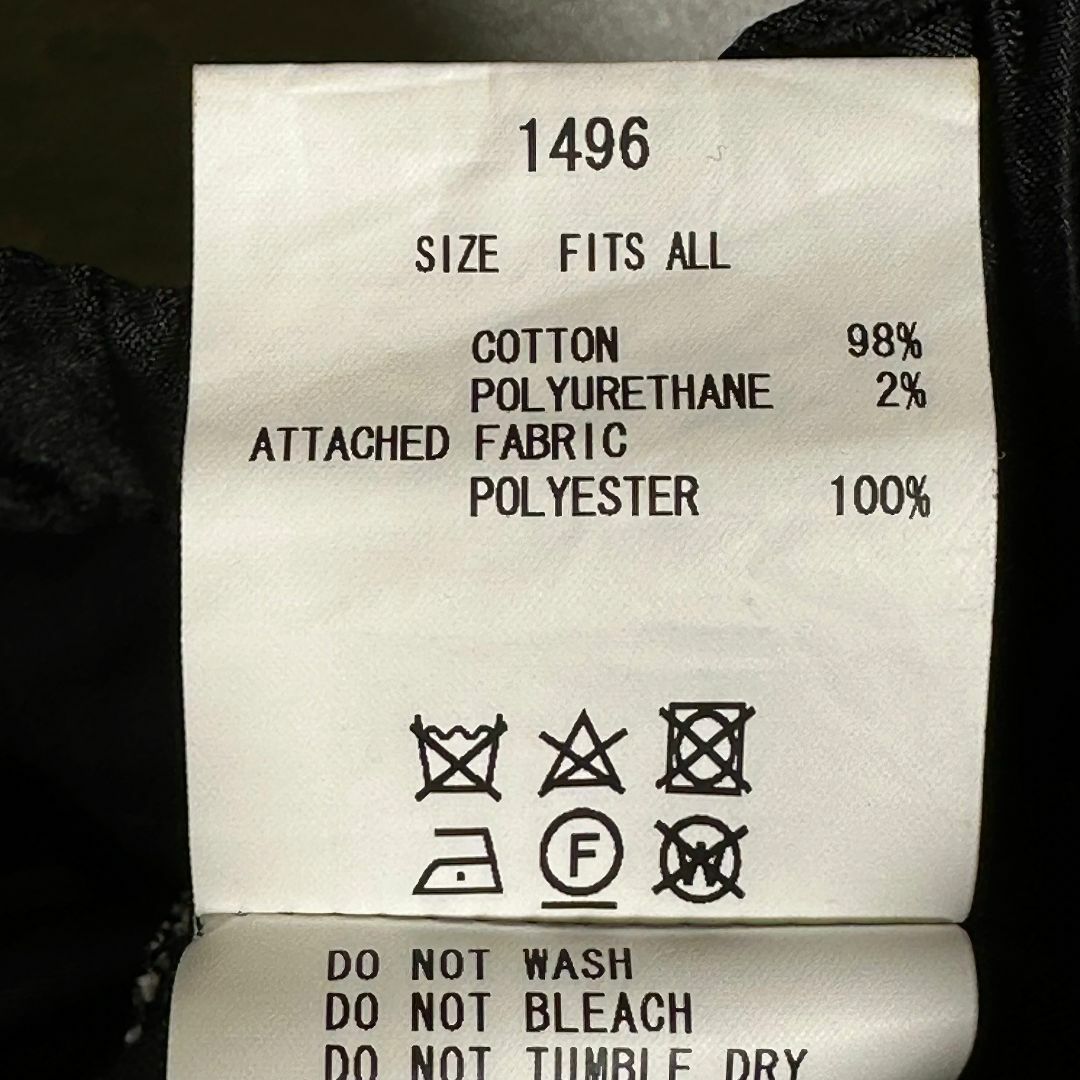 1496
SIZE FITS ALL
COTTON 98%
POLYURETHANE 2%
ATTACHED FABRIC
POLYESTER 100%
F
W
DO NOT WASH
DO NOT BLEACH
DO NOT TUMBLE DRY